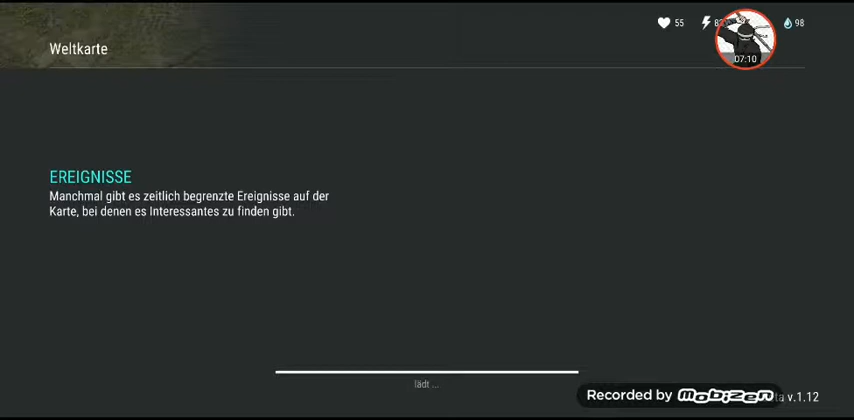 55
98
Weltkarte
07:10
EREIGNISSE
Manchmal gibt es zeitlich begrenzte Ereignisse auf der
Karte, bei denen es Interessantes zu finden gibt.
lädt ...
Recorded by mobizen
v.1.12